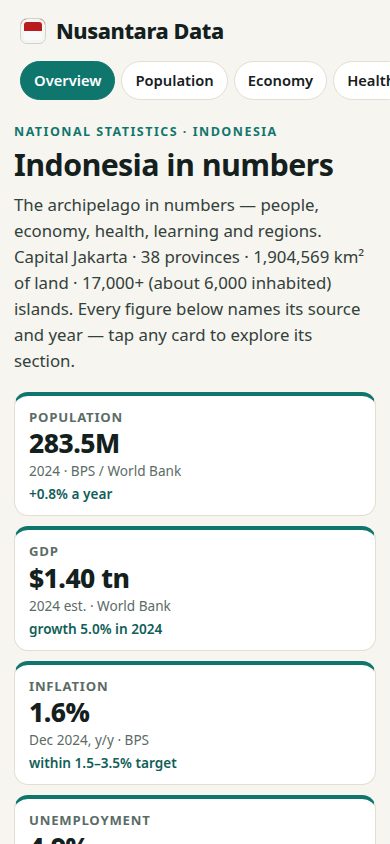 Nusantara Data
Overview Population Economy Health
NATIONAL STATISTICS · INDONESIA
Indonesia in numbers
The archipelago in numbers — people,
economy, health, learning and regions.
Capital Jakarta · 38 provinces · 1,904,569 km²
of land · 17,000+ (about 6,000 inhabited)
islands. Every figure below names its source
and year — tap any card to explore its
section.
POPULATION
283.5M
2024 · BPS / World Bank
+0.8% a year
GDP
$1.40 tn
2024 est. · World Bank
growth 5.0% in 2024
INFLATION
1.6%
Dec 2024, y/y · BPS
within 1.5–3.5% target
UNEMPLOYMENT